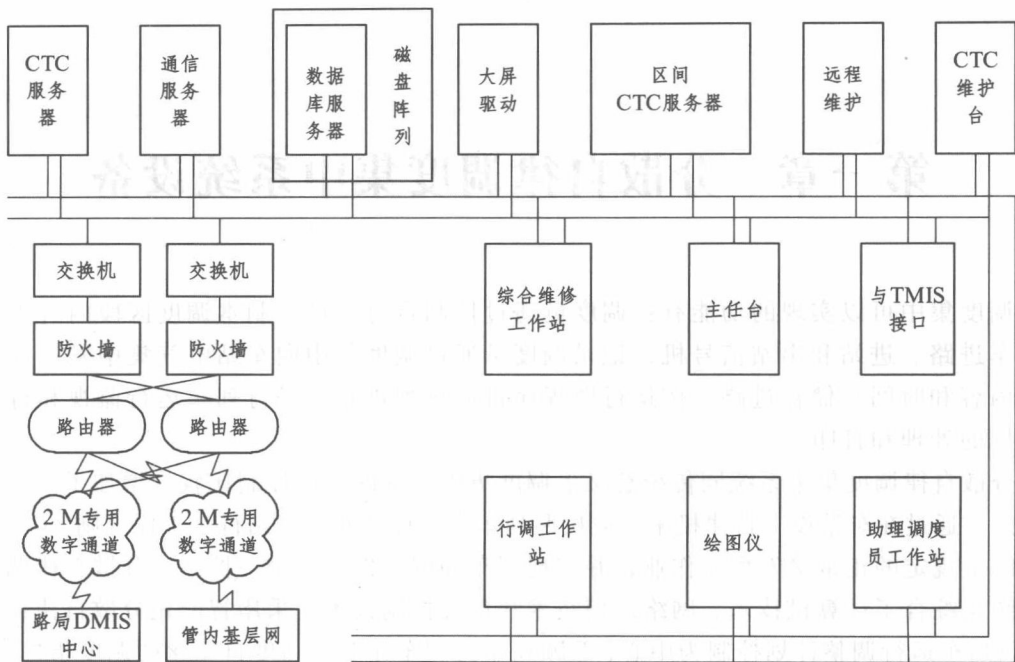 CTC
服务
器
通信
服务
器
数据
库服
务器
磁
盘
阵
列
大屏
驱动
区间
CTC服务器
远程
维护
CTC
维护
台
交换机
交换机
综合维修
工作站
主任台
与TMIS
接口
防火墙
防火墙
路由器
路由器
2 M专用
数字通道
2 M专用
数字通道
行调工作
站
绘图仪
助理调度
员工作站
路局DMIS
中心
管内基层网